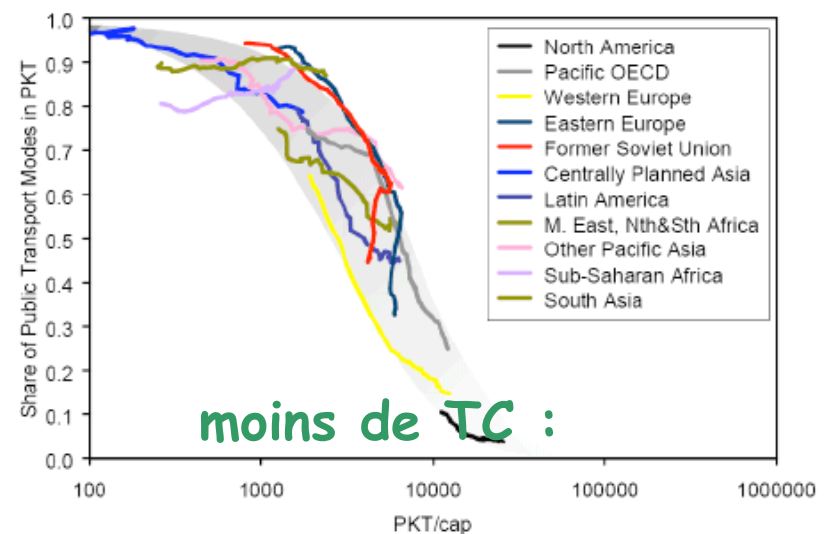 1.0
0.9
0.8
0.7
0.6
0.5
0.4
0.3
0.2
0.1
0.0
Share of Public Transport Modes in PKT
North America
Pacific OECD
Western Europe
Eastern Europe
Former Soviet Union
Centrally Planned Asia
Latin America
M. East, Nth&Sth Africa
Other Pacific Asia
Sub-Saharan Africa
South Asia
moins de TC :
100 1000 10000 100000 1000000
PKT/cap